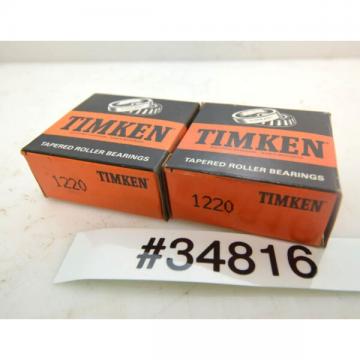 TIMKEN
TAPERED ROLLER BEARINGS
1220 TIMKEN
TIMKEN
TAPERED ROLLER BEARINGS
1220 TIMKEN
#34816